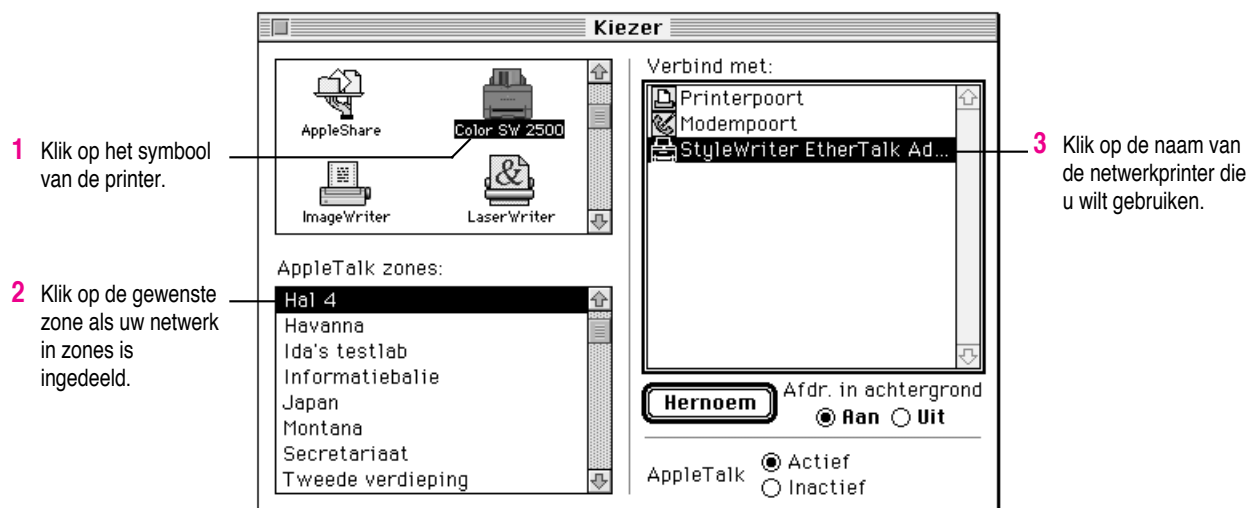 Kiezer
AppleShare
Color SW 2500
ImageWriter
LaserWriter
1 Klik op het symbool
van de printer.
AppleTalk zones:
Hal 4
Havanna
Ida's testlab
Informatiebalie
Japan
Montana
Secretariaat
Tweede verdieping
2 Klik op de gewenste
zone als uw netwerk
in zones is
ingedeeld.
Verbind met:
Printerpoort
Modempoort
StyleWriter EtherTalk Ad...
3 Klik op de naam van
de netwerkprinter die
u wilt gebruiken.
Hernoem
Afdr. in achtergrond
Aan Uit
AppleTalk
Actief
Inactief